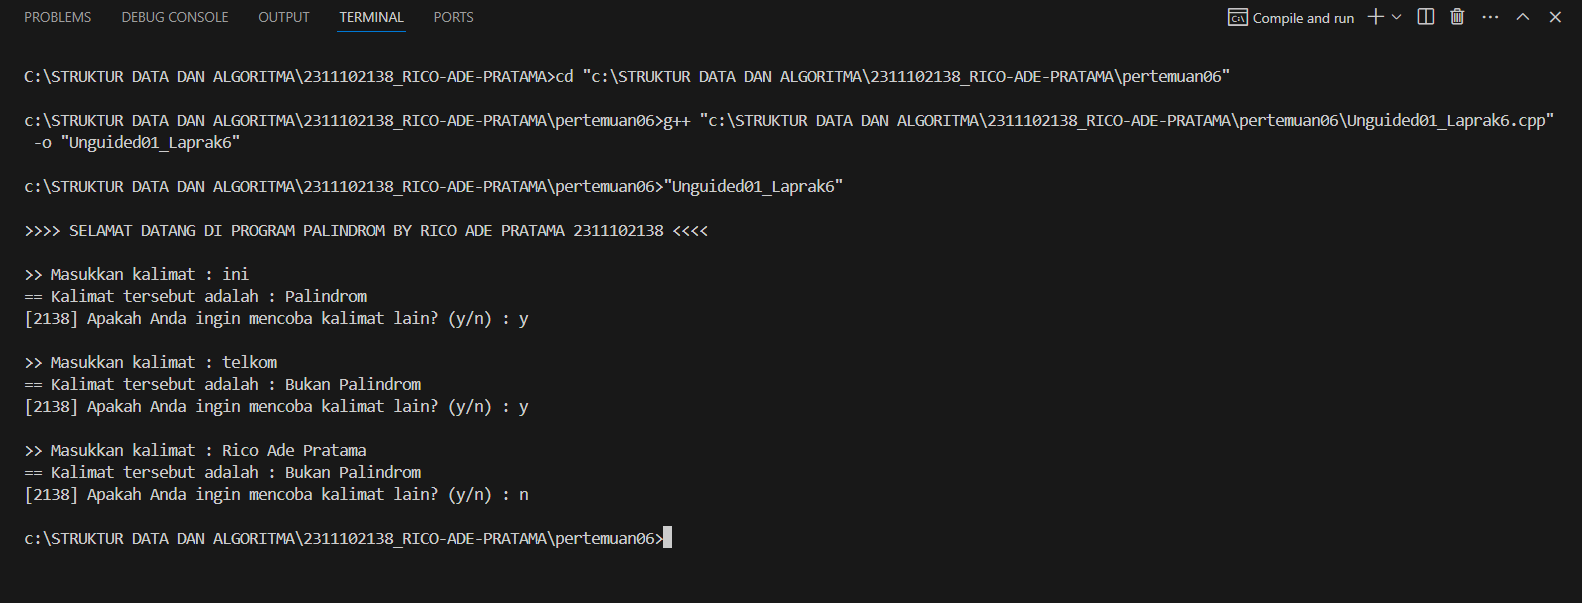 PROBLEMS DEBUG CONSOLE OUTPUT TERMINAL PORTS Compile and run
C:\STRUKTUR DATA DAN ALGORITMA\2311102138_RICO-ADE-PRATAMA>cd "c:\STRUKTUR DATA DAN ALGORITMA\2311102138_RICO-ADE-PRATAMA\pertemuan06"
c:\STRUKTUR DATA DAN ALGORITMA\2311102138_RICO-ADE-PRATAMA\pertemuan06>g++ "c:\STRUKTUR DATA DAN ALGORITMA\2311102138_RICO-ADE-PRATAMA\pertemuan06\Unguided01_Laprak6.cpp"
-o "Unguided01_Laprak6"
c:\STRUKTUR DATA DAN ALGORITMA\2311102138_RICO-ADE-PRATAMA\pertemuan06>"Unguided01_Laprak6"
>>>> SELAMAT DATANG DI PROGRAM PALINDROM BY RICO ADE PRATAMA 2311102138 <<<<
>> Masukkan kalimat : ini
== Kalimat tersebut adalah : Palindrom
[2138] Apakah Anda ingin mencoba kalimat lain? (y/n) : y
>> Masukkan kalimat : telkom
== Kalimat tersebut adalah : Bukan Palindrom
[2138] Apakah Anda ingin mencoba kalimat lain? (y/n) : y
>> Masukkan kalimat : Rico Ade Pratama
== Kalimat tersebut adalah : Bukan Palindrom
[2138] Apakah Anda ingin mencoba kalimat lain? (y/n) : n
c:\STRUKTUR DATA DAN ALGORITMA\2311102138_RICO-ADE-PRATAMA\pertemuan06>